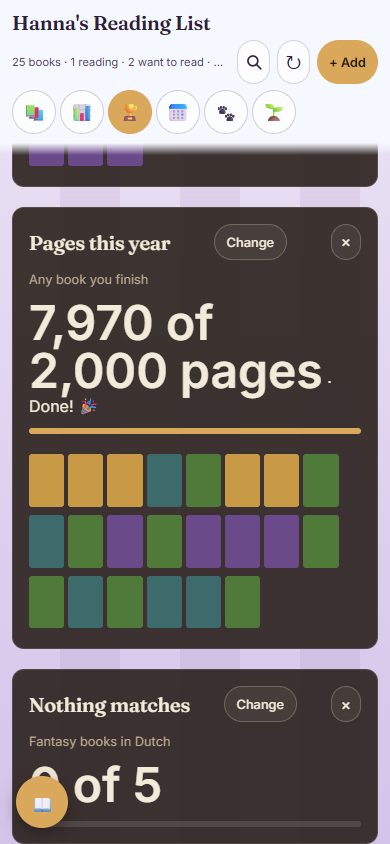 Hanna's Reading List
25 books · 1 reading · 2 want to read · ...
+ Add
Pages this year
Change
×
Any book you finish
7,970 of
2,000 pages .
Done! 🎉
Nothing matches
Change
×
Fantasy books in Dutch
0 of 5